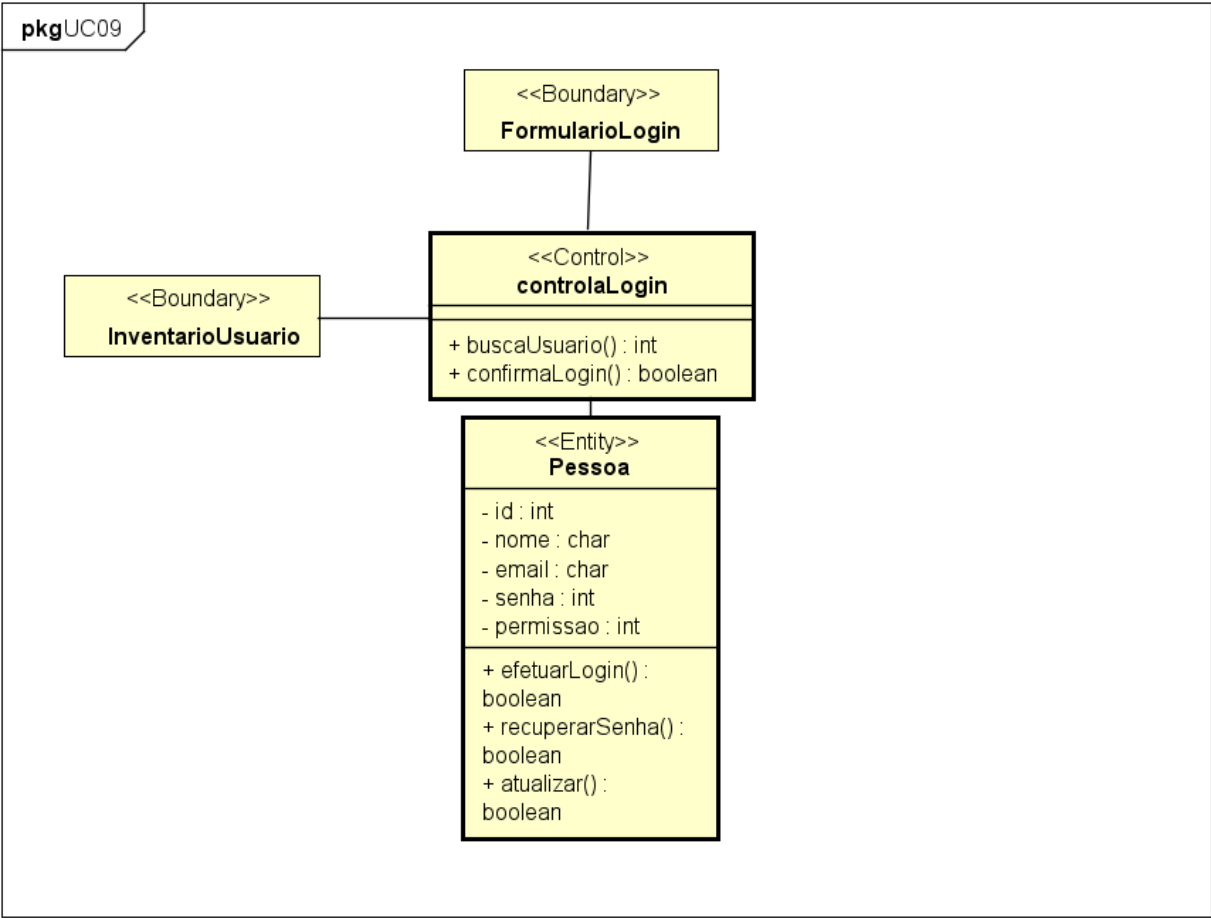 pkgUC09
<<Boundary>>
FormularioLogin
<<Control>>
controlaLogin
+ buscaUsuario() : int
+ confirmaLogin() : boolean
<<Boundary>>
InventarioUsuario
<<Entity>>
Pessoa
- id : int
- nome : char
- email : char
- senha : int
- permissao : int
+ efetuarLogin() :
boolean
+ recuperarSenha() :
boolean
+ atualizar() :
boolean